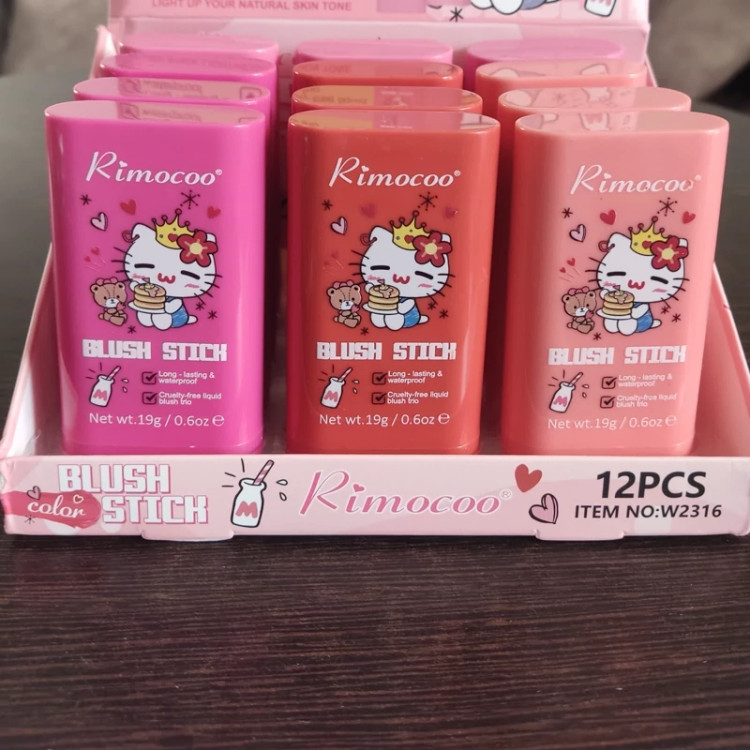 LIGHT UP YOUR NATURAL SKIN TONE
Rimocoo®
BLUSH STICK
Long - lasting &
waterproof
Cruelty-free liquid
blush trio
M
Net wt.19g / 0.6oz ℮
Rimocoo®
BLUSH STICK
Long - lasting &
waterproof
Cruelty-free liquid
blush trio
M
Net wt.19g / 0.6oz ℮
Rimocoo®
BLUSH STICK
Long - lasting &
waterproof
Cruelty-free liquid
blush trio
M
Net wt.19g / 0.6oz ℮
BLUSH
color STICK
M
Rimocoo®
12PCS
ITEM NO:W2316